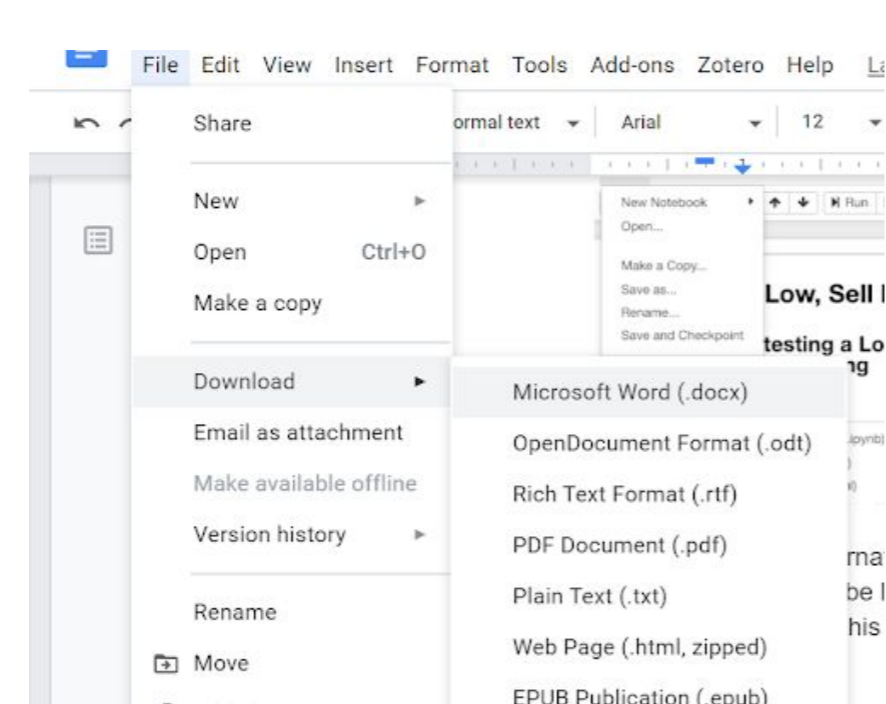 File Edit View Insert Format Tools Add-ons Zotero Help
Share
ormal text Arial 12
New
Open Ctrl+O
Make a copy
Download
Email as attachment
Make available offline
Version history
Rename
Move
New Notebook Run
Open...
Make a Copy...
Save as...
Rename...
Save and Checkpoint
Low, Sell
testing a Lo
ng
Microsoft Word (.docx)
OpenDocument Format (.odt)
Rich Text Format (.rtf)
PDF Document (.pdf)
Plain Text (.txt)
Web Page (.html, zipped)
EPUB Publication (.epub)
.ipynb)
rna
be l
his